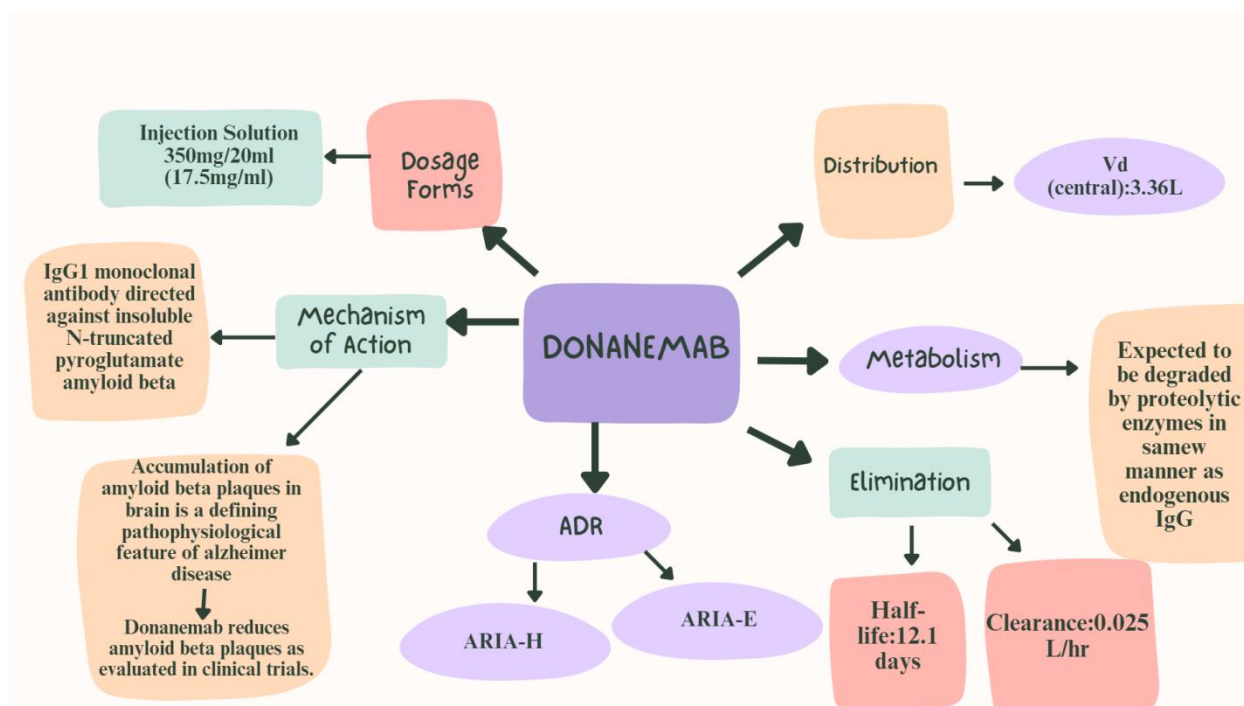 DONANEMAB
Dosage
Forms
Injection Solution
350mg/20ml
(17.5mg/ml)
Mechanism
of Action
IgG1 monoclonal
antibody directed
against insoluble
N-truncated
pyroglutamate
amyloid beta
Accumulation of
amyloid beta plaques in
brain is a defining
pathophysiological
feature of alzheimer
disease
Donanemab reduces
amyloid beta plaques as
evaluated in clinical trials.
ADR
ARIA-H
ARIA-E
Distribution
Vd
(central):3.36L
Metabolism
Expected to
be degraded
by proteolytic
enzymes in
samew
manner as
endogenous
IgG
Elimination
Half-
life:12.1
days
Clearance:0.025
L/hr